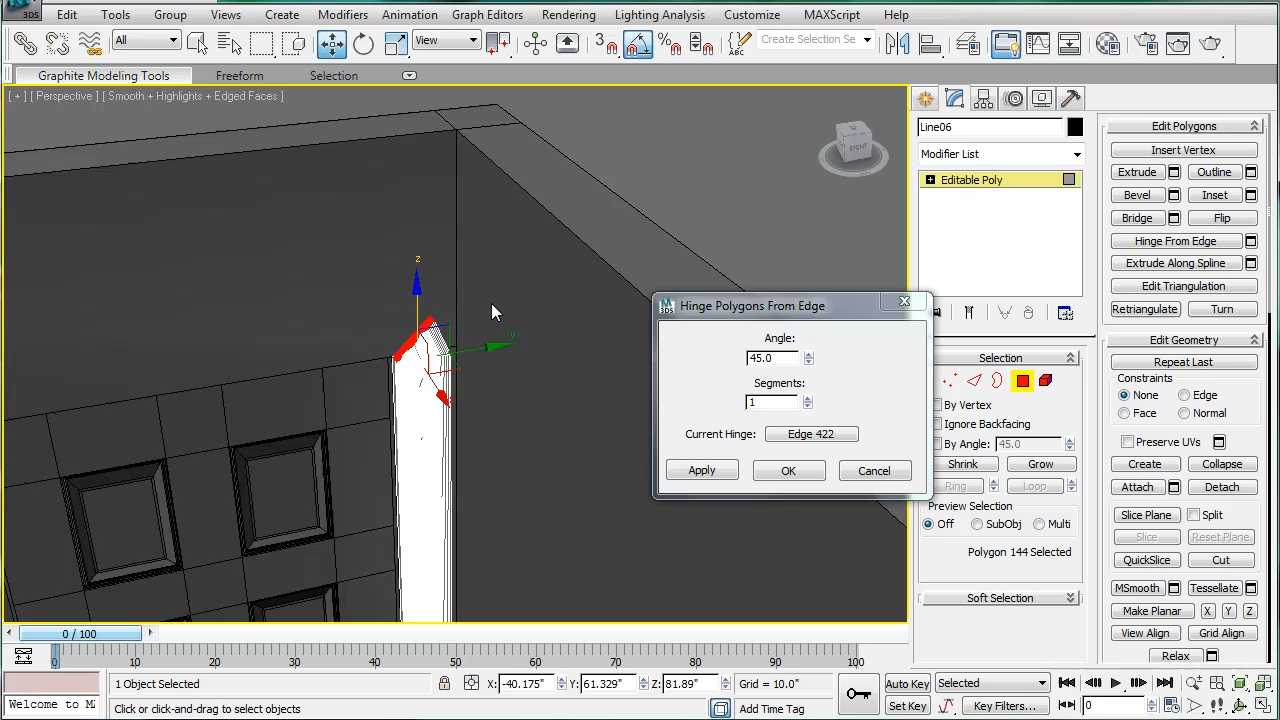 3DS
Edit Tools Group Views Create Modifiers Animation Graph Editors Rendering Lighting Analysis Customize MAXScript Help
All View 3 % ABC Create Selection Se
Graphite Modeling Tools Freeform Selection
[ + ] [ Perspective ] [ Smooth + Highlights + Edged Faces ]
RIGHT
z
y
Line06
Modifier List
Editable Poly
Hinge Polygons From Edge
Angle:
45.0
Segments:
1
Current Hinge: Edge 422
Apply OK Cancel
Selection
By Vertex
Ignore Backfacing
By Angle: 45.0
Shrink Grow
Ring Loop
Preview Selection
Off SubObj Multi
Polygon 144 Selected
Soft Selection
Edit Polygons
Insert Vertex
Extrude Outline
Bevel Inset
Bridge Flip
Hinge From Edge
Extrude Along Spline
Edit Triangulation
Retriangulate Turn
Edit Geometry
Repeat Last
Constraints
None Edge
Face Normal
Preserve UVs
Create Collapse
Attach Detach
Slice Plane Split
Slice Reset Plane
QuickSlice Cut
MSmooth Tessellate
Make Planar X Y Z
View Align Grid Align
Relax
0 / 100
0 10 20 30 40 50 60 70 80 90 100
1 Object Selected X: -40.175" Y: 61.329" Z: 81.89" Grid = 10.0" Auto Key Selected
Welcome to M Click or click-and-drag to select objects Add Time Tag Set Key Key Filters... 0